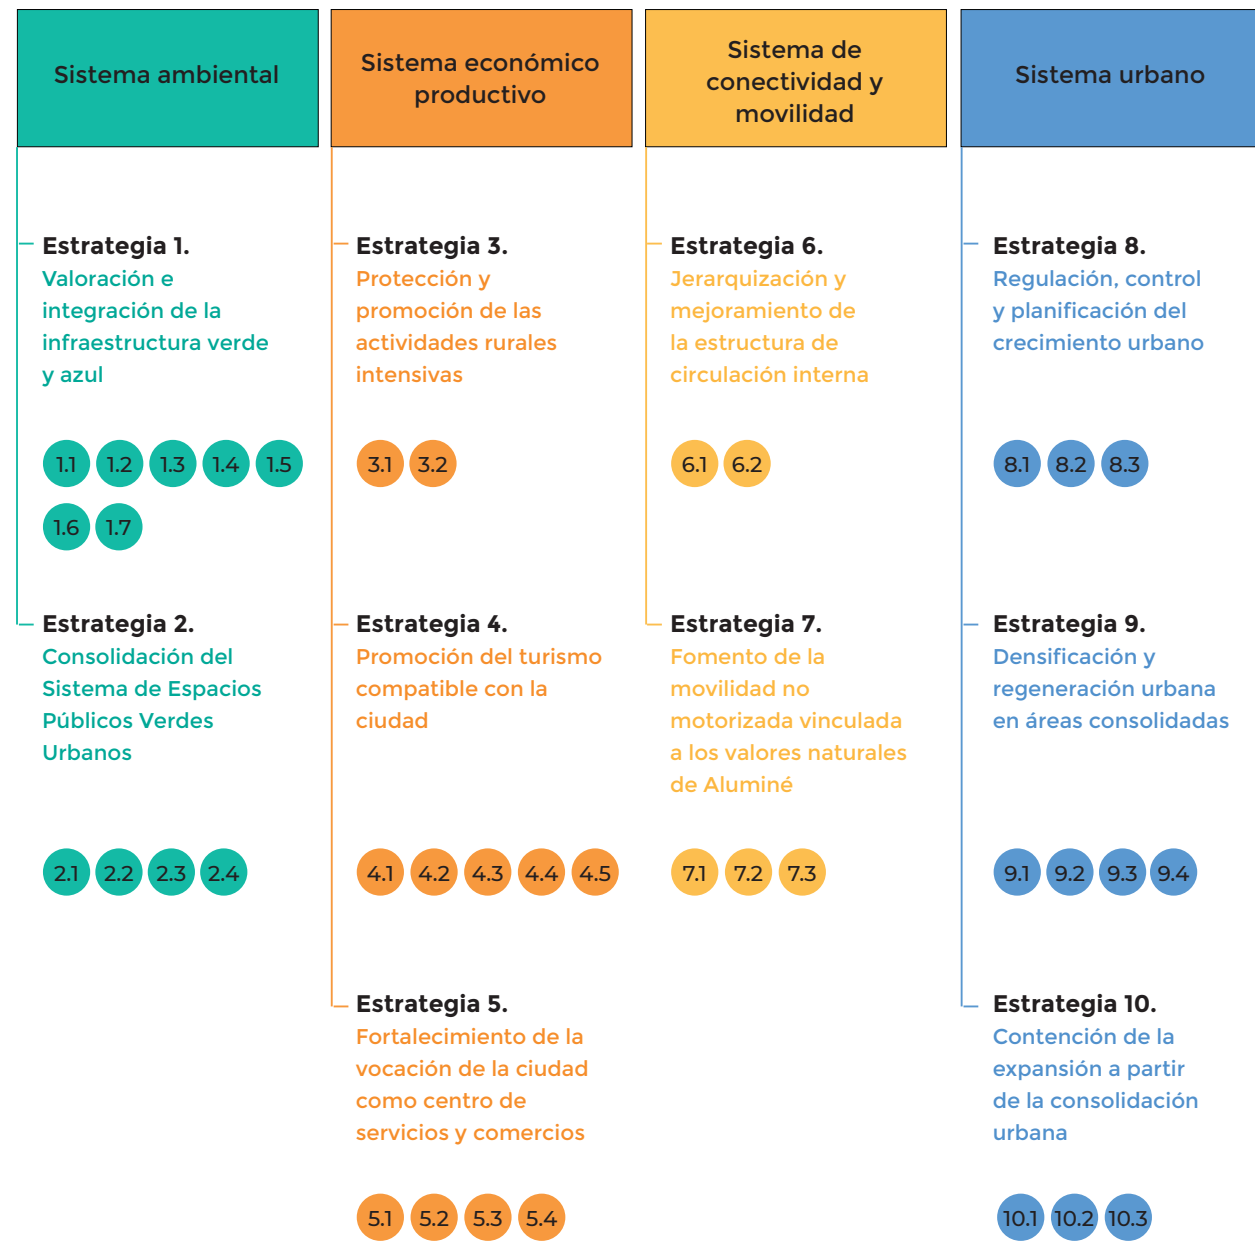 Sistema ambiental
Estrategia 1.
Valoración e
integración de la
infraestructura verde
y azul
1.1 1.2 1.3 1.4 1.5
1.6 1.7
Estrategia 2.
Consolidación del
Sistema de Espacios
Públicos Verdes
Urbanos
2.1 2.2 2.3 2.4
Sistema económico
productivo
Estrategia 3.
Protección y
promoción de las
actividades rurales
intensivas
3.1 3.2
Estrategia 4.
Promoción del turismo
compatible con la
ciudad
4.1 4.2 4.3 4.4 4.5
Estrategia 5.
Fortalecimiento de la
vocación de la ciudad
como centro de
servicios y comercios
5.1 5.2 5.3 5.4
Sistema de
conectividad y
movilidad
Estrategia 6.
Jerarquización y
mejoramiento de
la estructura de
circulación interna
6.1 6.2
Estrategia 7.
Fomento de la
movilidad no
motorizada vinculada
a los valores naturales
de Aluminé
7.1 7.2 7.3
Sistema urbano
Estrategia 8.
Regulación, control
y planificación del
crecimiento urbano
8.1 8.2 8.3
Estrategia 9.
Densificación y
regeneración urbana
en áreas consolidadas
9.1 9.2 9.3 9.4
Estrategia 10.
Contención de la
expansión a partir
de la consolidación
urbana
10.1 10.2 10.3